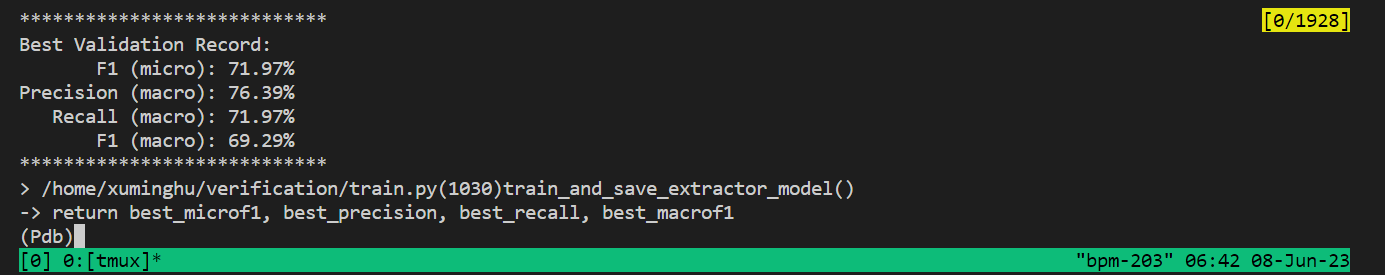 **************************** [0/1928]
Best Validation Record:
F1 (micro): 71.97%
Precision (macro): 76.39%
Recall (macro): 71.97%
F1 (macro): 69.29%
****************************
> /home/xuminghu/verification/train.py(1030)train_and_save_extractor_model()
-> return best_microf1, best_precision, best_recall, best_macrof1
(Pdb)
[0] 0:[tmux]* "bpm-203" 06:42 08-Jun-23